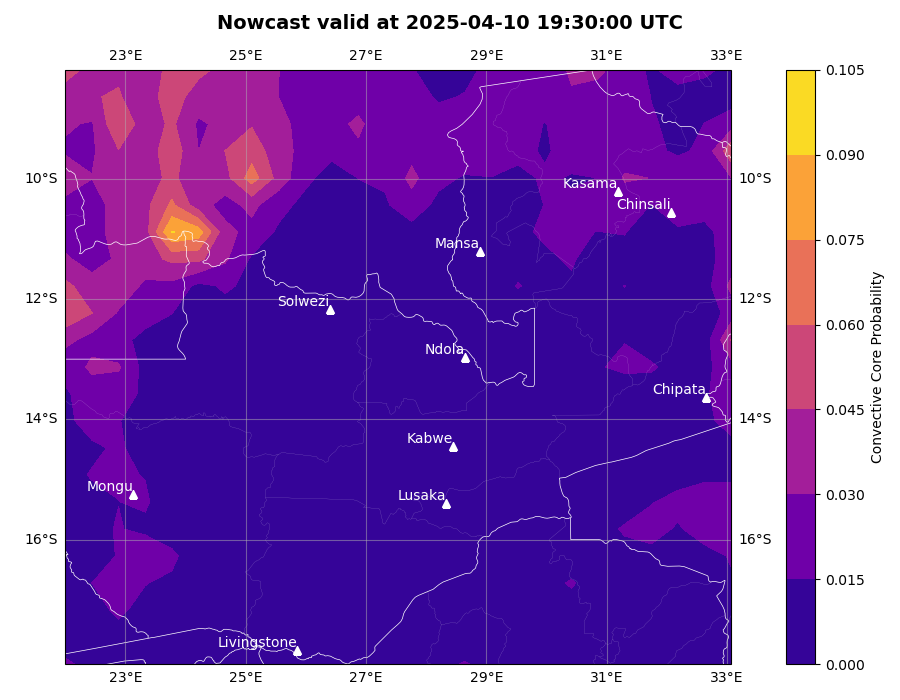 Nowcast valid at 2025-04-10 19:30:00 UTC
23°E 25°E 27°E 29°E 31°E 33°E
0.105
0.090
10°S Kasama 10°S
Chinsali
0.075
Mansa
12°S Solwezi 12°S
0.060
Ndola
Convective Core Probability
Chipata
0.045
14°S 14°S
Kabwe
Mongu Lusaka
0.030
16°S 16°S
0.015
Livingstone
0.000
23°E 25°E 27°E 29°E 31°E 33°E